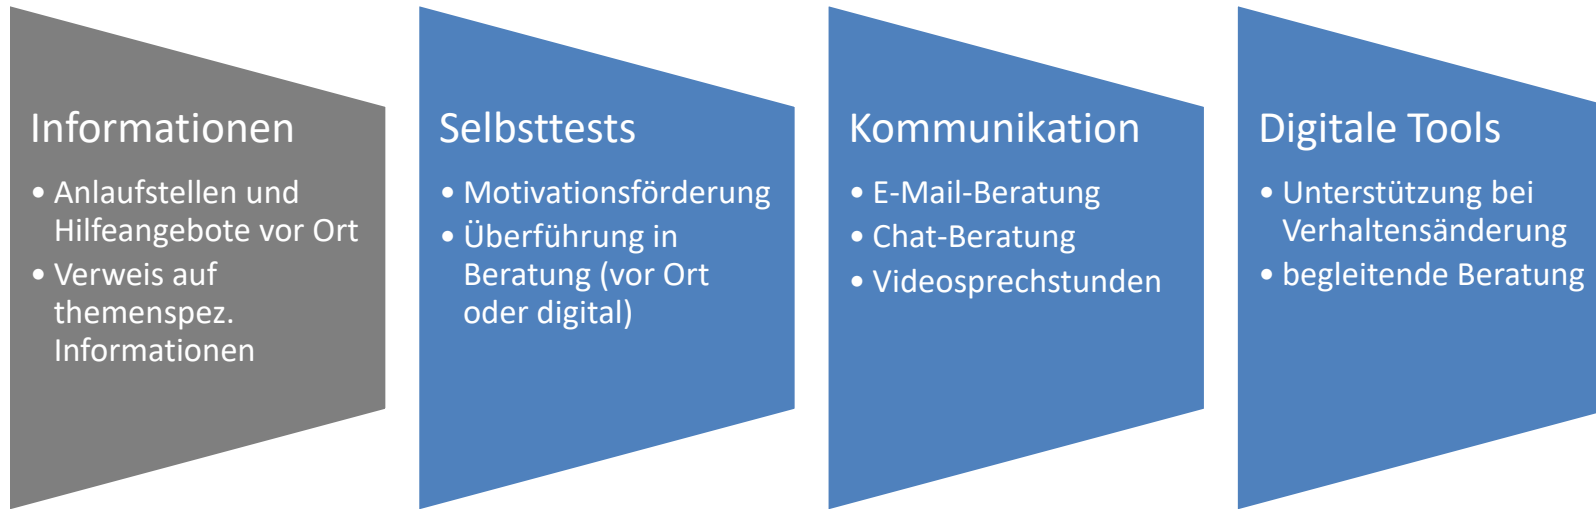 Informationen
• Anlaufstellen und
Hilfeangebote vor Ort
• Verweis auf
themenspez.
Informationen
Selbsttests
• Motivationsförderung
• Überführung in
Beratung (vor Ort
oder digital)
Kommunikation
• E-Mail-Beratung
• Chat-Beratung
• Videosprechstunden
Digitale Tools
• Unterstützung bei
Verhaltensänderung
• begleitende Beratung